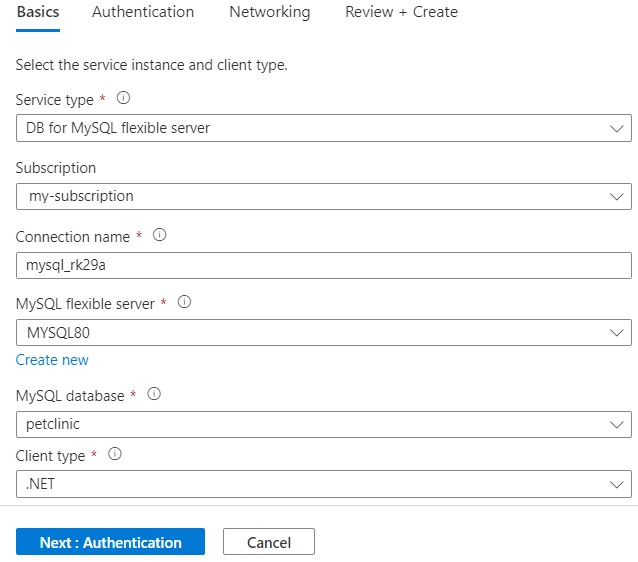 Basics Authentication Networking Review + Create
Select the service instance and client type.
Service type *
DB for MySQL flexible server
Subscription
my-subscription
Connection name *
mysql_rk29a
MySQL flexible server *
MYSQL80
Create new
MySQL database *
petclinic
Client type *
.NET
Next : Authentication Cancel